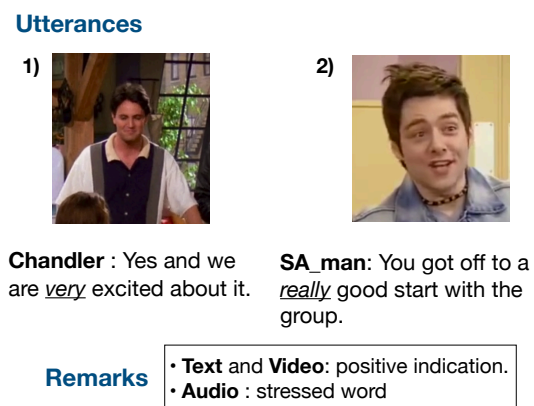 Utterances
1)
2)
Chandler : Yes and we
are very excited about it.
SA_man: You got off to a
really good start with the
group.
Remarks
• Text and Video: positive indication.
• Audio : stressed word